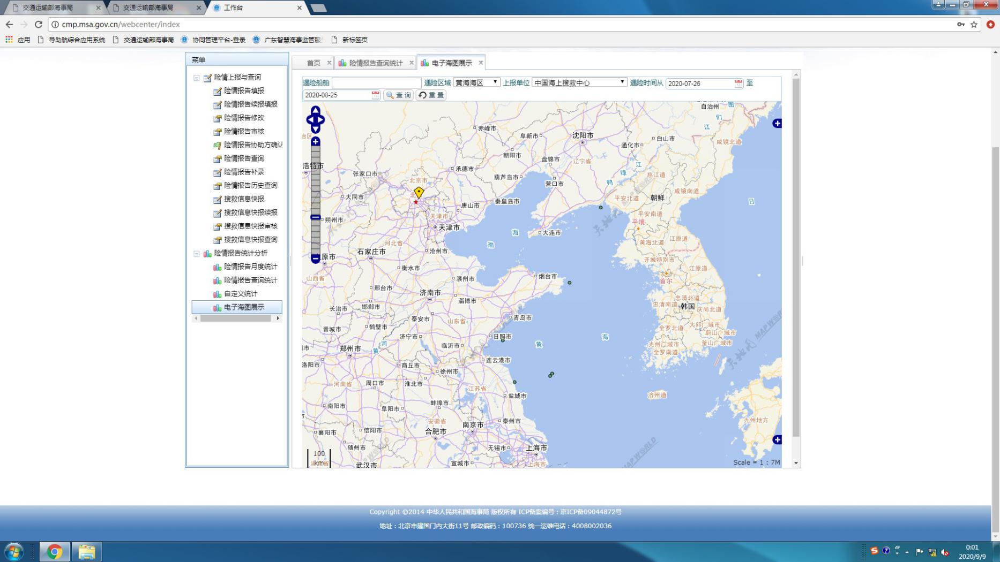 交通运输部海事局
交通运输部海事局
工作台
cmp.msa.gov.cn/webcenter/index
应用
导助航综合应用系统
交通运输部海事局
协同管理平台-登录
广东智慧海事监管服
新标签页
菜单
险情上报与查询
险情报告填报
险情报告续报填报
险情报告修改
险情报告审核
险情报告协助方确认
险情报告查询
险情报告补录
险情报告历史查询
搜救信息快报
搜救信息快报续报
搜救信息快报审核
搜救信息快报查询
险情报告统计分析
险情报告月度统计
险情报告查询统计
自定义统计
电子海图展示
首页
险情报告查询统计
电子海图展示
遇险船舶
遇险区域 黄海海区
上报单位 中国海上搜救中心
遇险时间从 2020-07-26 至
2020-08-25
查 询
重 置
自治州
图
们
江
赤峰市
阜新市
沈阳市
白山市
通化市
咸镜北道
朝阳市
盘锦市
辽宁省
浩特市
张家口市
承德市
葫芦岛市
北京市
营口市
江
绿
鸭
慈江道
咸镜南道
大同市
唐山市
秦皇岛市
平安北道
朝鲜
日
朔州市
天津市
天津市
平安南道
平壤
大连市
海
渤
河北省
黄海北道
江原道
石家庄市
沧州市
原市
开城特别市
衡水市
江原道
山西省
滨州市
烟台市
首尔
邢台市
济南市
淄博市
忠清北道
忠清南道
韩国
庆尚北道
长治市
邯郸市
泰安市
山东省
青岛市
大邱广域市
全罗北道
蔚山广域市
晋城市
鹤壁市
济宁市
日照市
黄
海
光州广域市
釜山广域市
全罗南道
郑州市
黄
河
临沂市
连云港市
洛阳市
商丘市
徐州市
河南省
周口市
淮北市
江苏省
盐城市
济州道
南阳市
阜阳市
蚌埠市
安徽省
泰州市
九州地方
襄阳市
信阳市
合肥市
南京市
随州市
无锡市
上海市
上海市
武汉市
宣城市
天地图
MAP WORLD
MAP WORLD
100
km
Scale = 1 : 7M
Copyright ©2014 中华人民共和国海事局 版权所有 ICP备案编号：京ICP备09044872号
地址：北京市建国门内大街11号 邮政编码：100736 统一运维电话：4008002036
0:01
2020/9/9